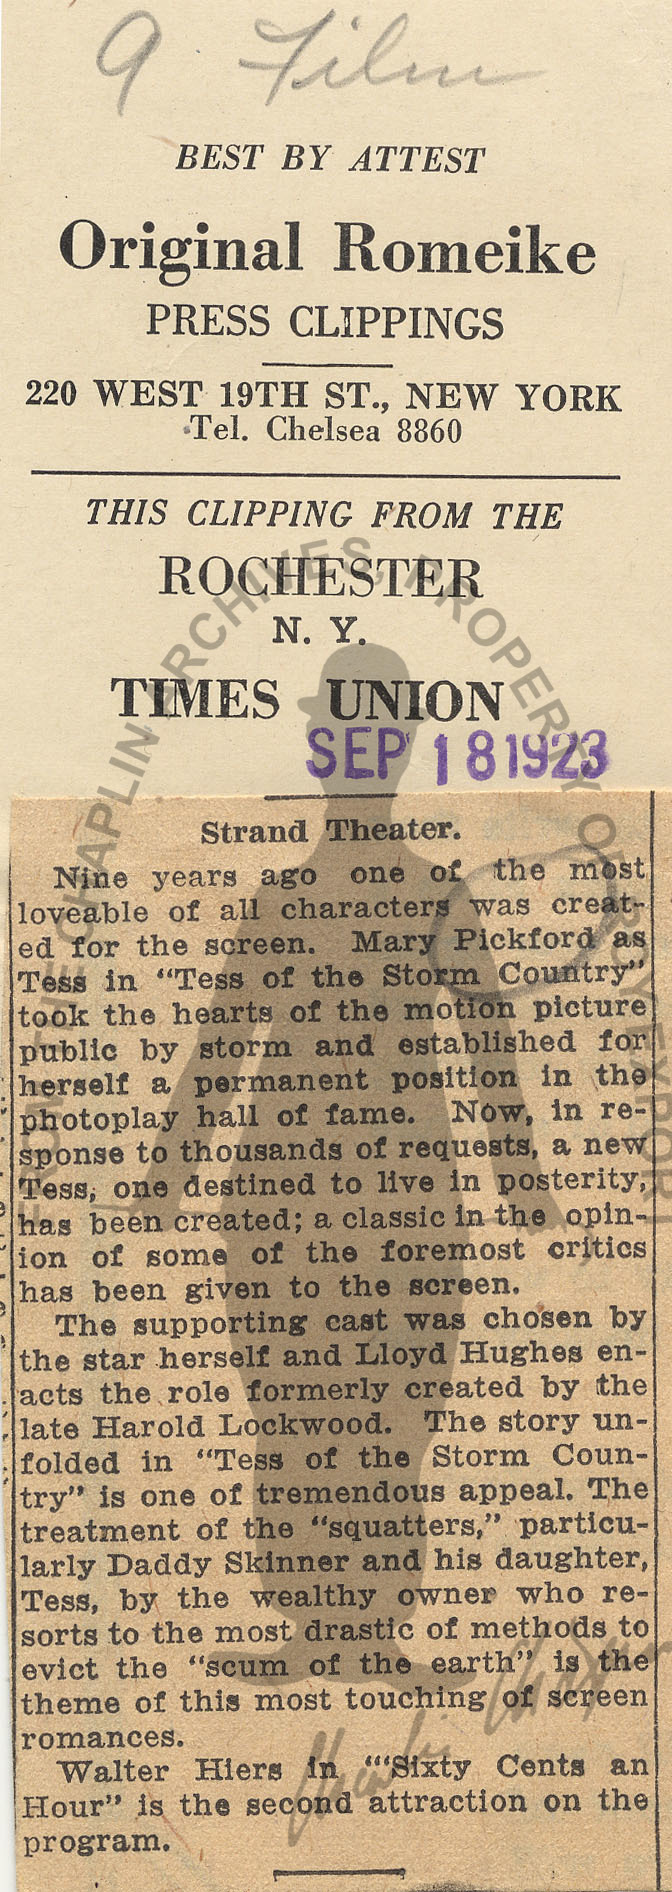 9 Film
BEST BY ATTEST
Original Romeike
PRESS CLIPPINGS
220 WEST 19TH ST., NEW YORK
Tel. Chelsea 8860
THIS CLIPPING FROM THE
ROCHESTER
N. Y.
TIMES UNION
SEP 18 1923
Strand Theater.
Nine years ago one of the most
loveable of all characters was creat-
ed for the screen. Mary Pickford as
Tess in "Tess of the Storm Country"
took the hearts of the motion picture
public by storm and established for
herself a permanent position in the
photoplay hall of fame. Now, in re-
sponse to thousands of requests, a new
Tess, one destined to live in posterity,
has been created; a classic in the opin-
ion of some of the foremost critics
has been given to the screen.
The supporting cast was chosen by
the star herself and Lloyd Hughes en-
acts the role formerly created by the
late Harold Lockwood. The story un-
folded in "Tess of the Storm Coun-
try" is one of tremendous appeal. The
treatment of the "squatters," particu-
larly Daddy Skinner and his daughter,
Tess, by the wealthy owner who re-
sorts to the most drastic of methods to
evict the "scum of the earth" is the
theme of this most touching of screen
romances.
Walter Hiers in "'Sixty Cents an
Hour" is the second attraction on the
program.
Charlie Chaplin
CHAPLIN ARCHIVES, PROPERTY OF ROY EXPORT